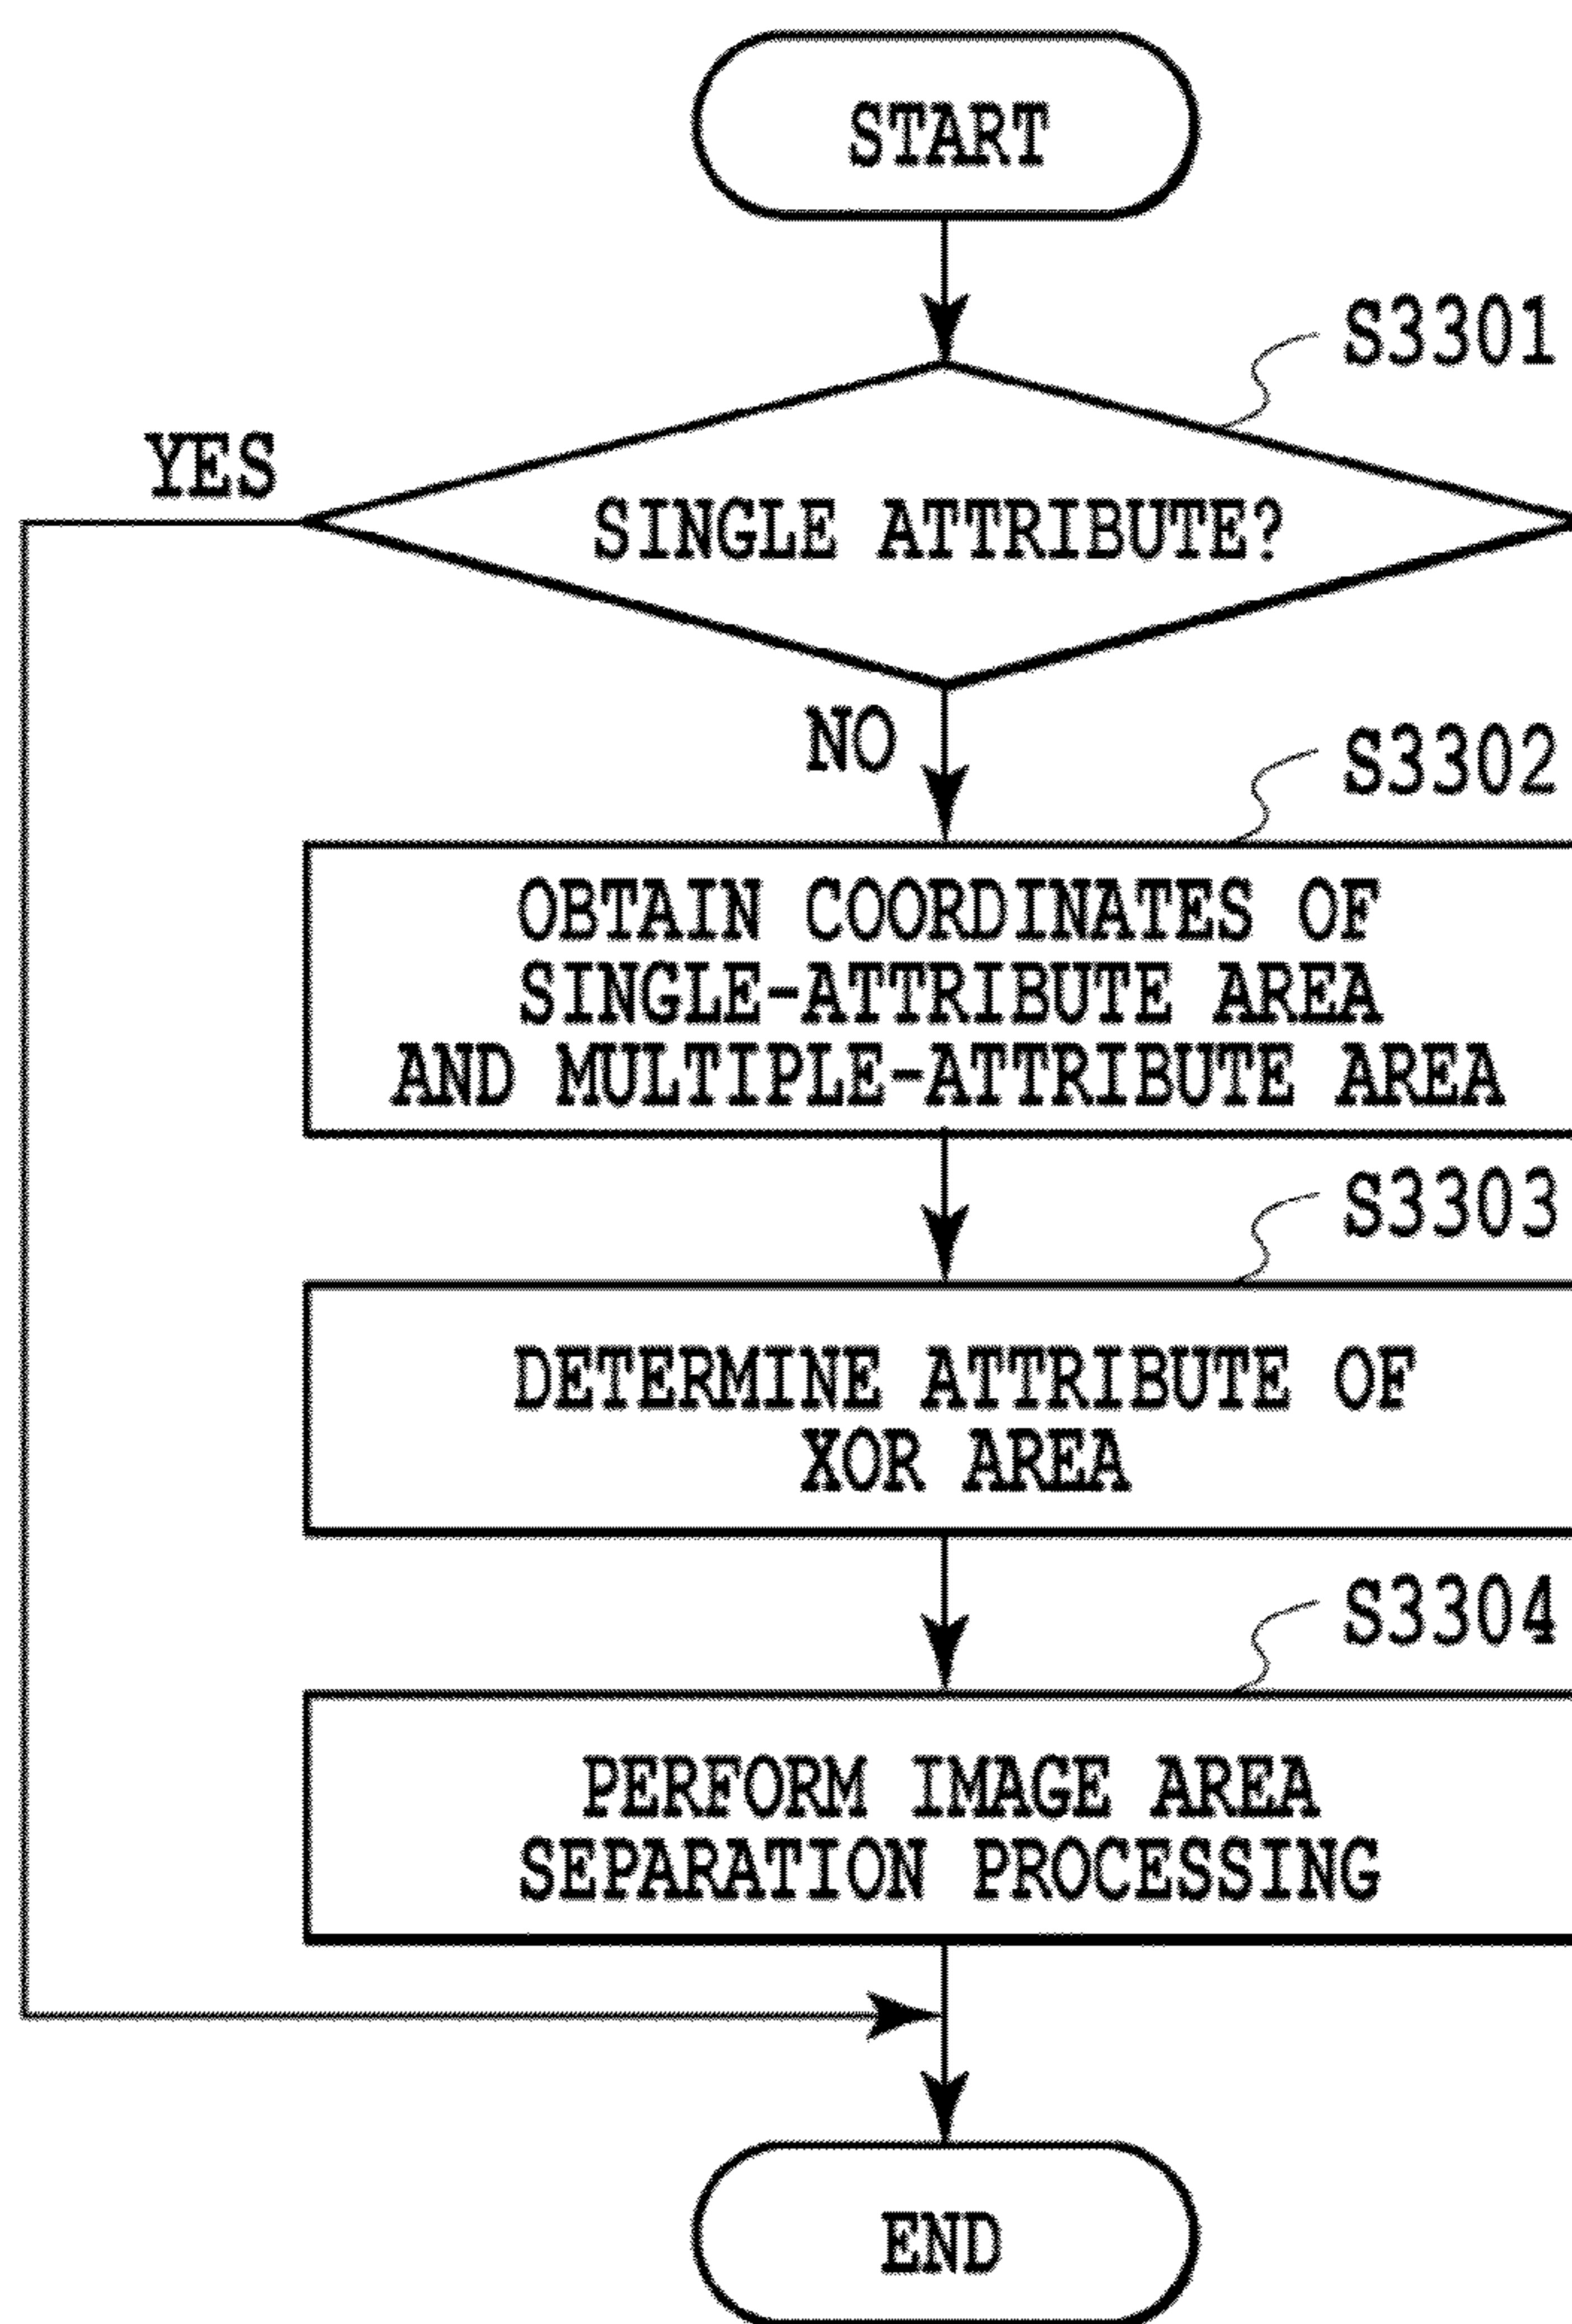 START
S3301
YES
SINGLE ATTRIBUTE?
NO
S3302
OBTAIN COORDINATES OF
SINGLE-ATTRIBUTE AREA
AND MULTIPLE-ATTRIBUTE AREA
S3303
DETERMINE ATTRIBUTE OF
XOR AREA
S3304
PERFORM IMAGE AREA
SEPARATION PROCESSING
END